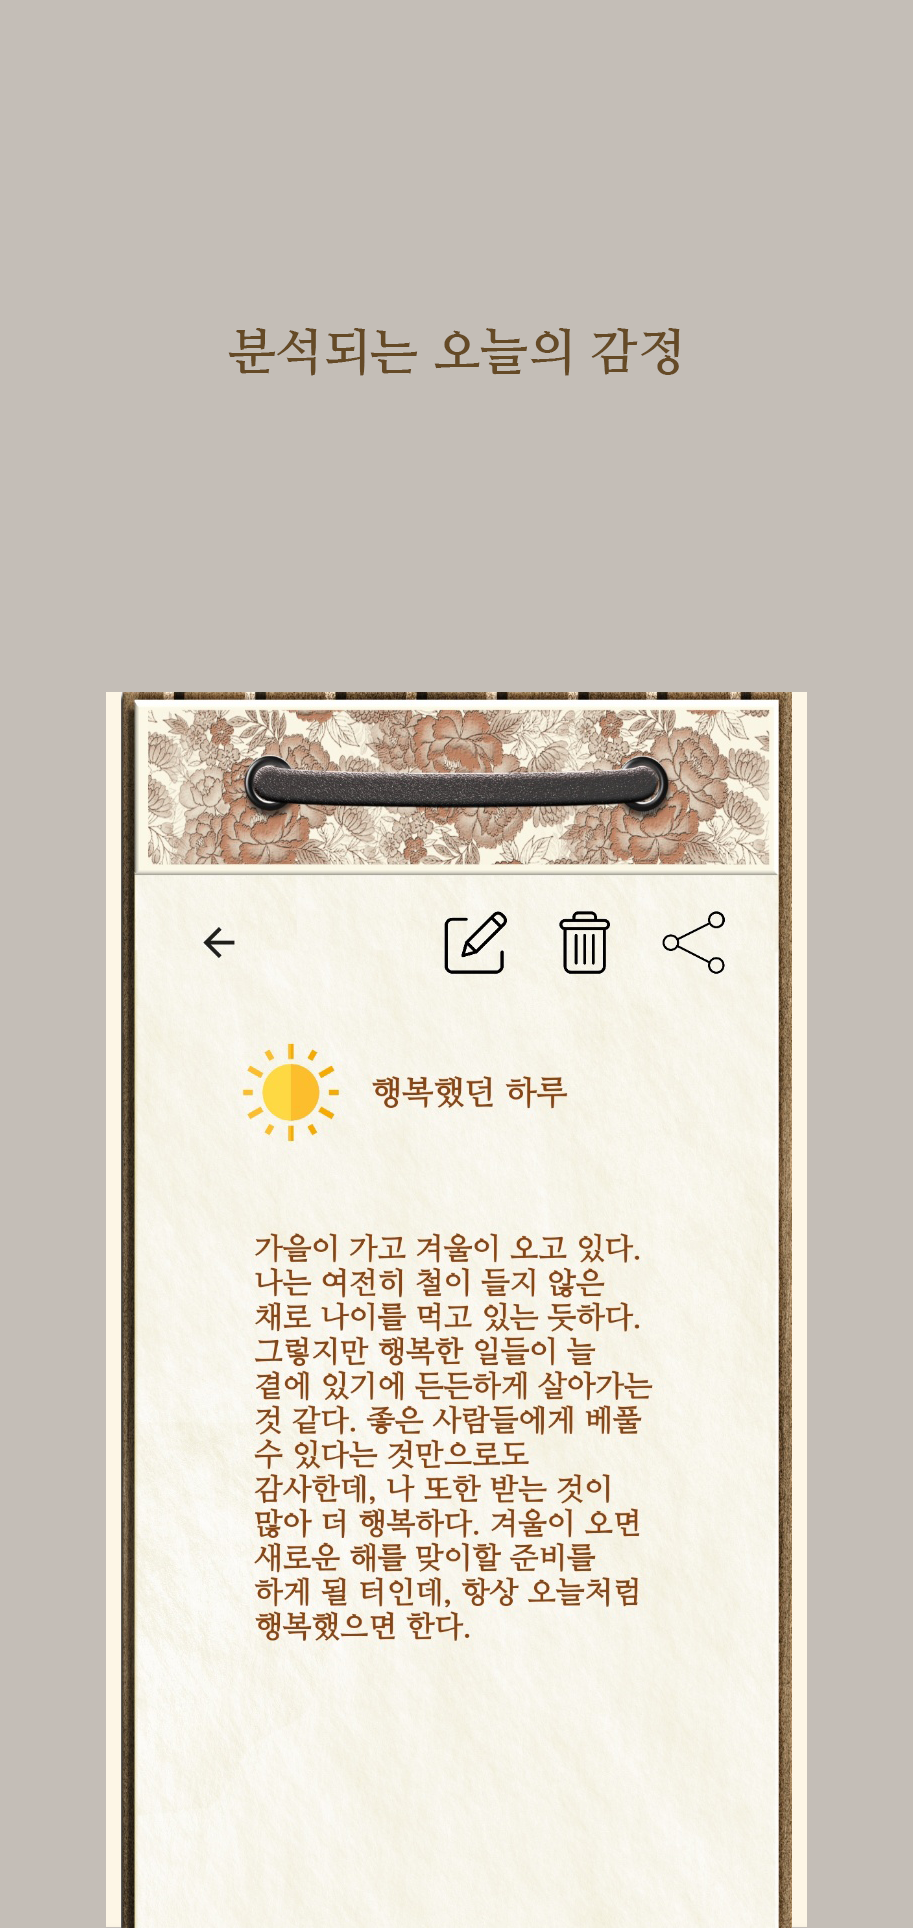 분석되는 오늘의 감정
행복했던 하루
가을이 가고 겨울이 오고 있다.
나는 여전히 철이 들지 않은
채로 나이를 먹고 있는 듯하다.
그렇지만 행복한 일들이 늘
곁에 있기에 든든하게 살아가는
것 같다. 좋은 사람들에게 베풀
수 있다는 것만으로도
감사한데, 나 또한 받는 것이
많아 더 행복하다. 겨울이 오면
새로운 해를 맞이할 준비를
하게 될 터인데, 항상 오늘처럼
행복했으면 한다.